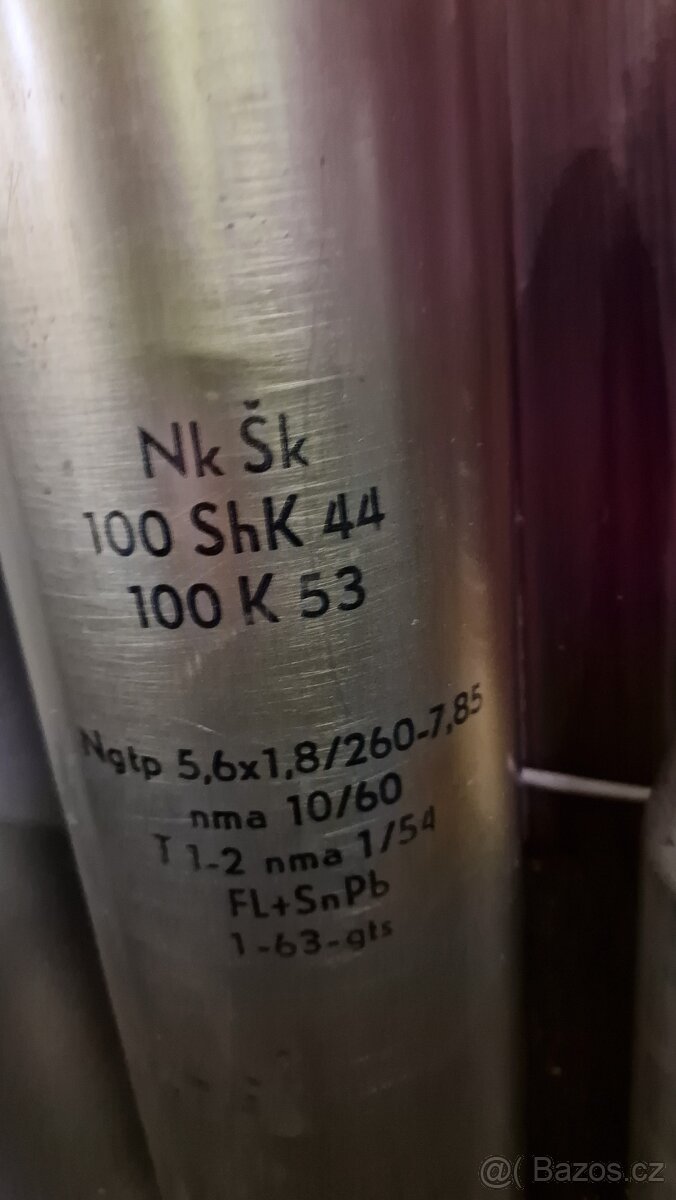 Nk Šk
100 ShK 44
100 K 53
Ngtp 5,6x1,8/260-7,85
nma 10/60
T 1-2 nma 1/54
FL+SnPb
1-63-gts
@( Bazos.cz